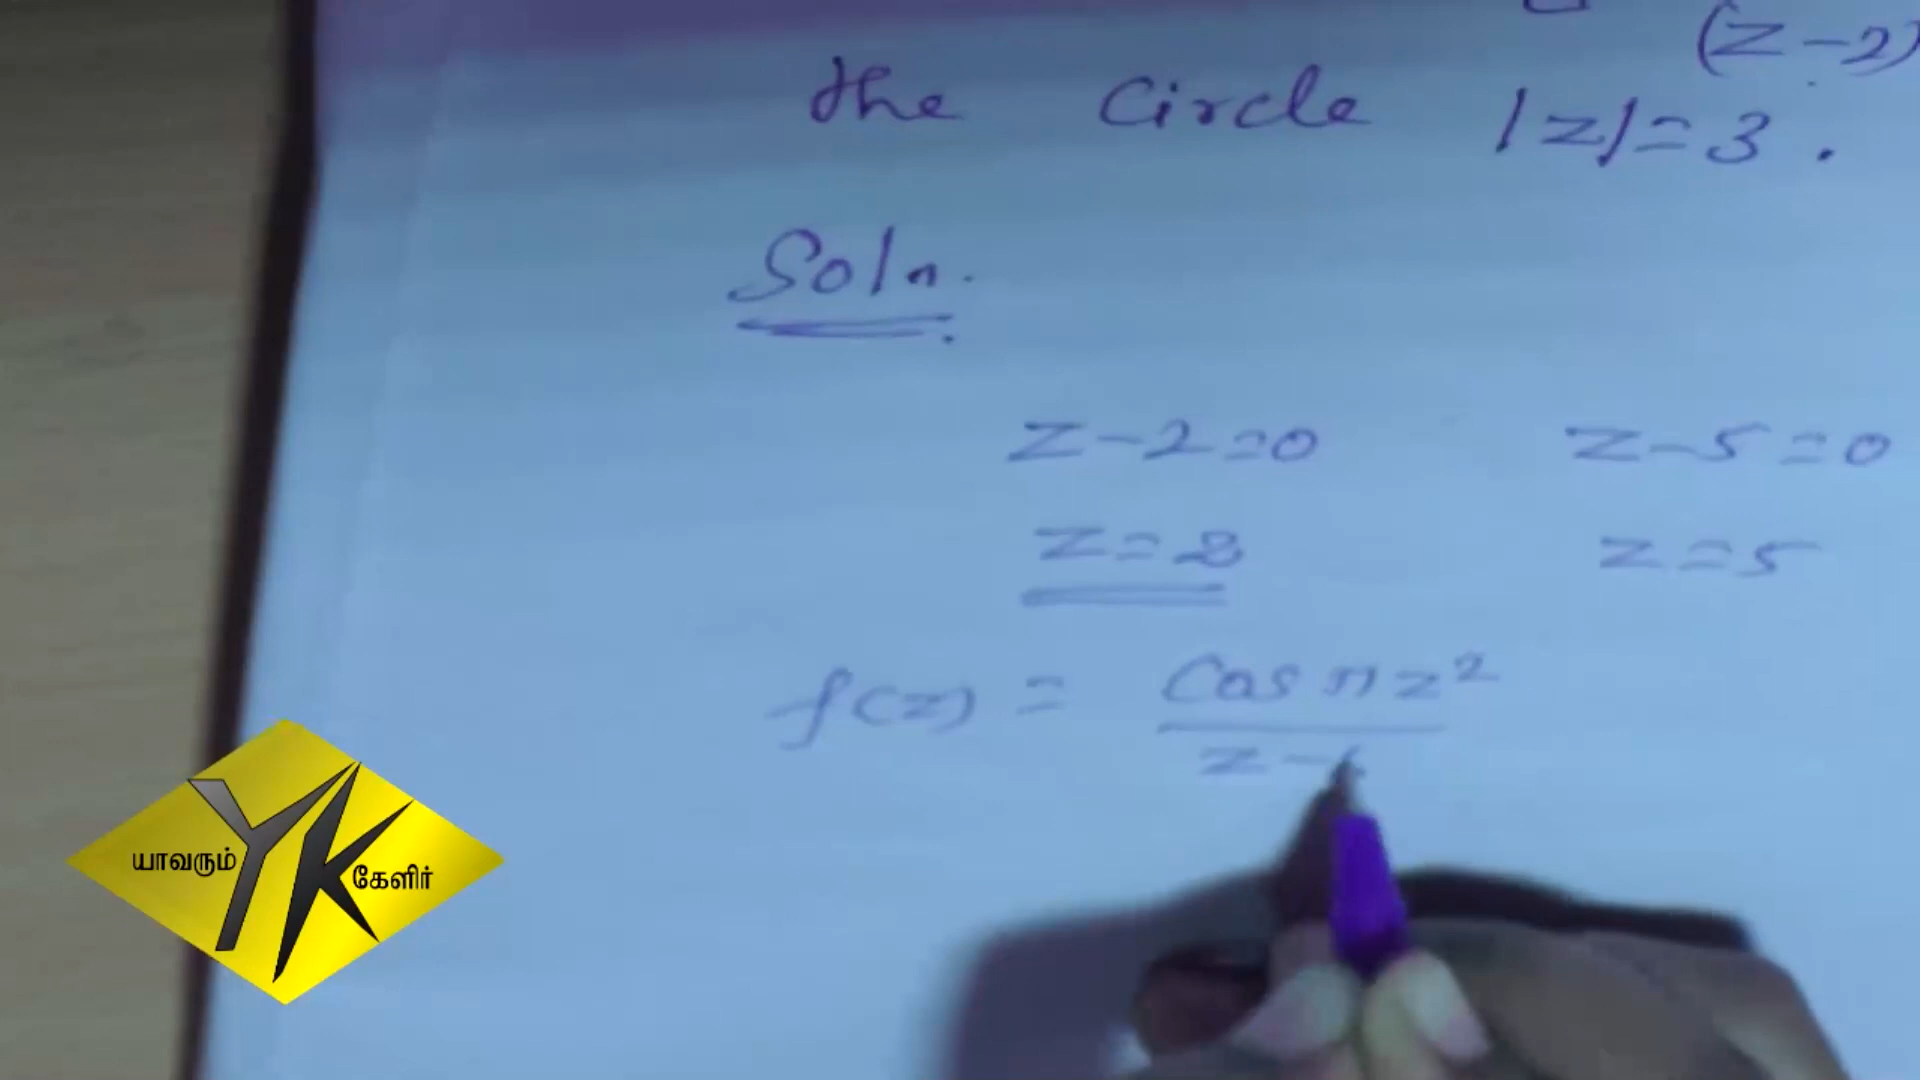 (z-2)
the Circle |z|=3.
Soln.
z-2=0 z-5=0
z=2 z=5
f(z) = Cos πz²
z-
யாவரும்
YK
கேளிர்